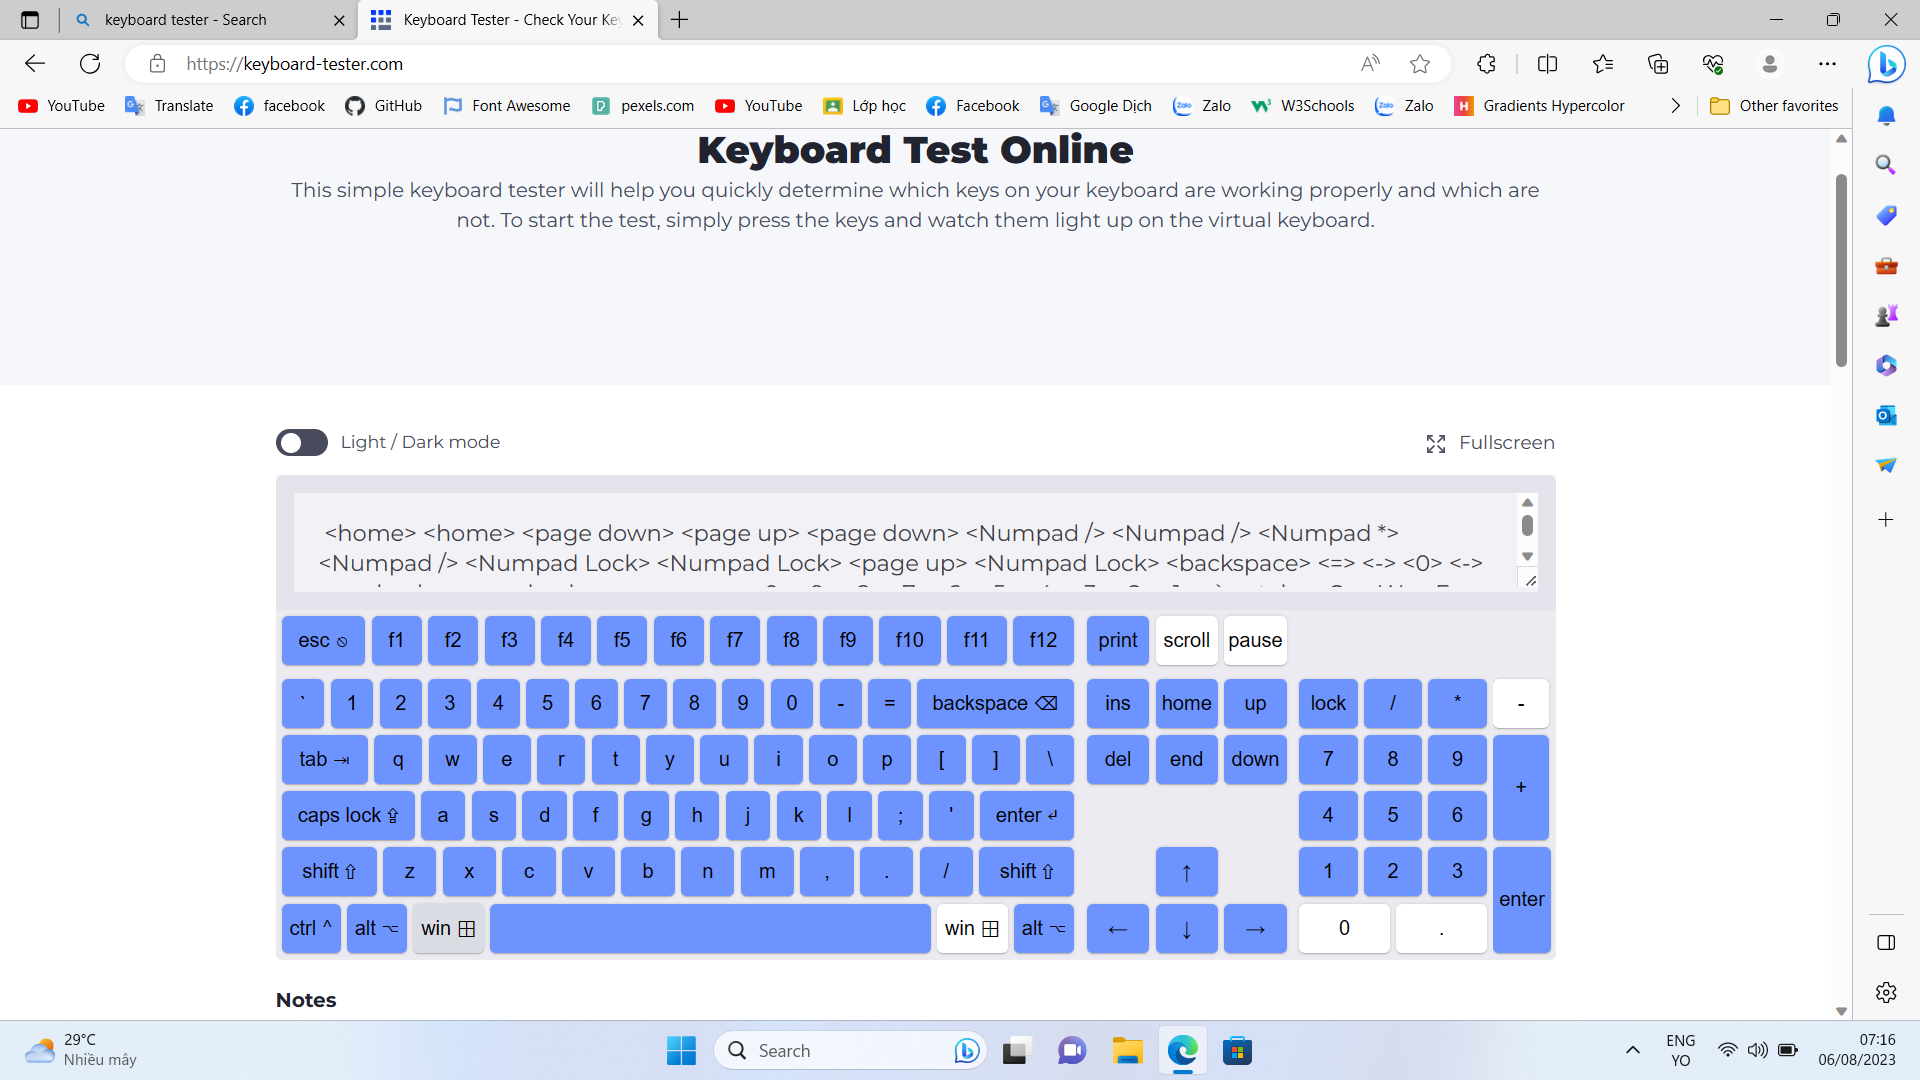 keyboard tester - Search
Keyboard Tester - Check Your Ke
https://keyboard-tester.com
YouTube Translate facebook GitHub Font Awesome pexels.com YouTube Lớp học Facebook Google Dịch Zalo W3Schools Zalo Gradients Hypercolor Other favorites
Keyboard Test Online
This simple keyboard tester will help you quickly determine which keys on your keyboard are working properly and which are
not. To start the test, simply press the keys and watch them light up on the virtual keyboard.
Light / Dark mode
Fullscreen
<home> <home> <page down> <page up> <page down> <Numpad /> <Numpad /> <Numpad *>
<Numpad /> <Numpad Lock> <Numpad Lock> <page up> <Numpad Lock> <backspace> <=> <-> <0> <->
esc f1 f2 f3 f4 f5 f6 f7 f8 f9 f10 f11 f12 print scroll pause
` 1 2 3 4 5 6 7 8 9 0 - = backspace ⌫ ins home up lock / * -
tab ⇥ q w e r t y u i o p [ ] \ del end down 7 8 9 +
caps lock ⇪ a s d f g h j k l ; ' enter ↵ 4 5 6
shift ⇧ z x c v b n m , . / shift ⇧ ↑ 1 2 3 enter
ctrl ^ alt ⌥ win win alt ⌥ ← ↓ → 0 .
Notes
29°C
Nhiều mây
Search
ENG
YO
07:16
06/08/2023